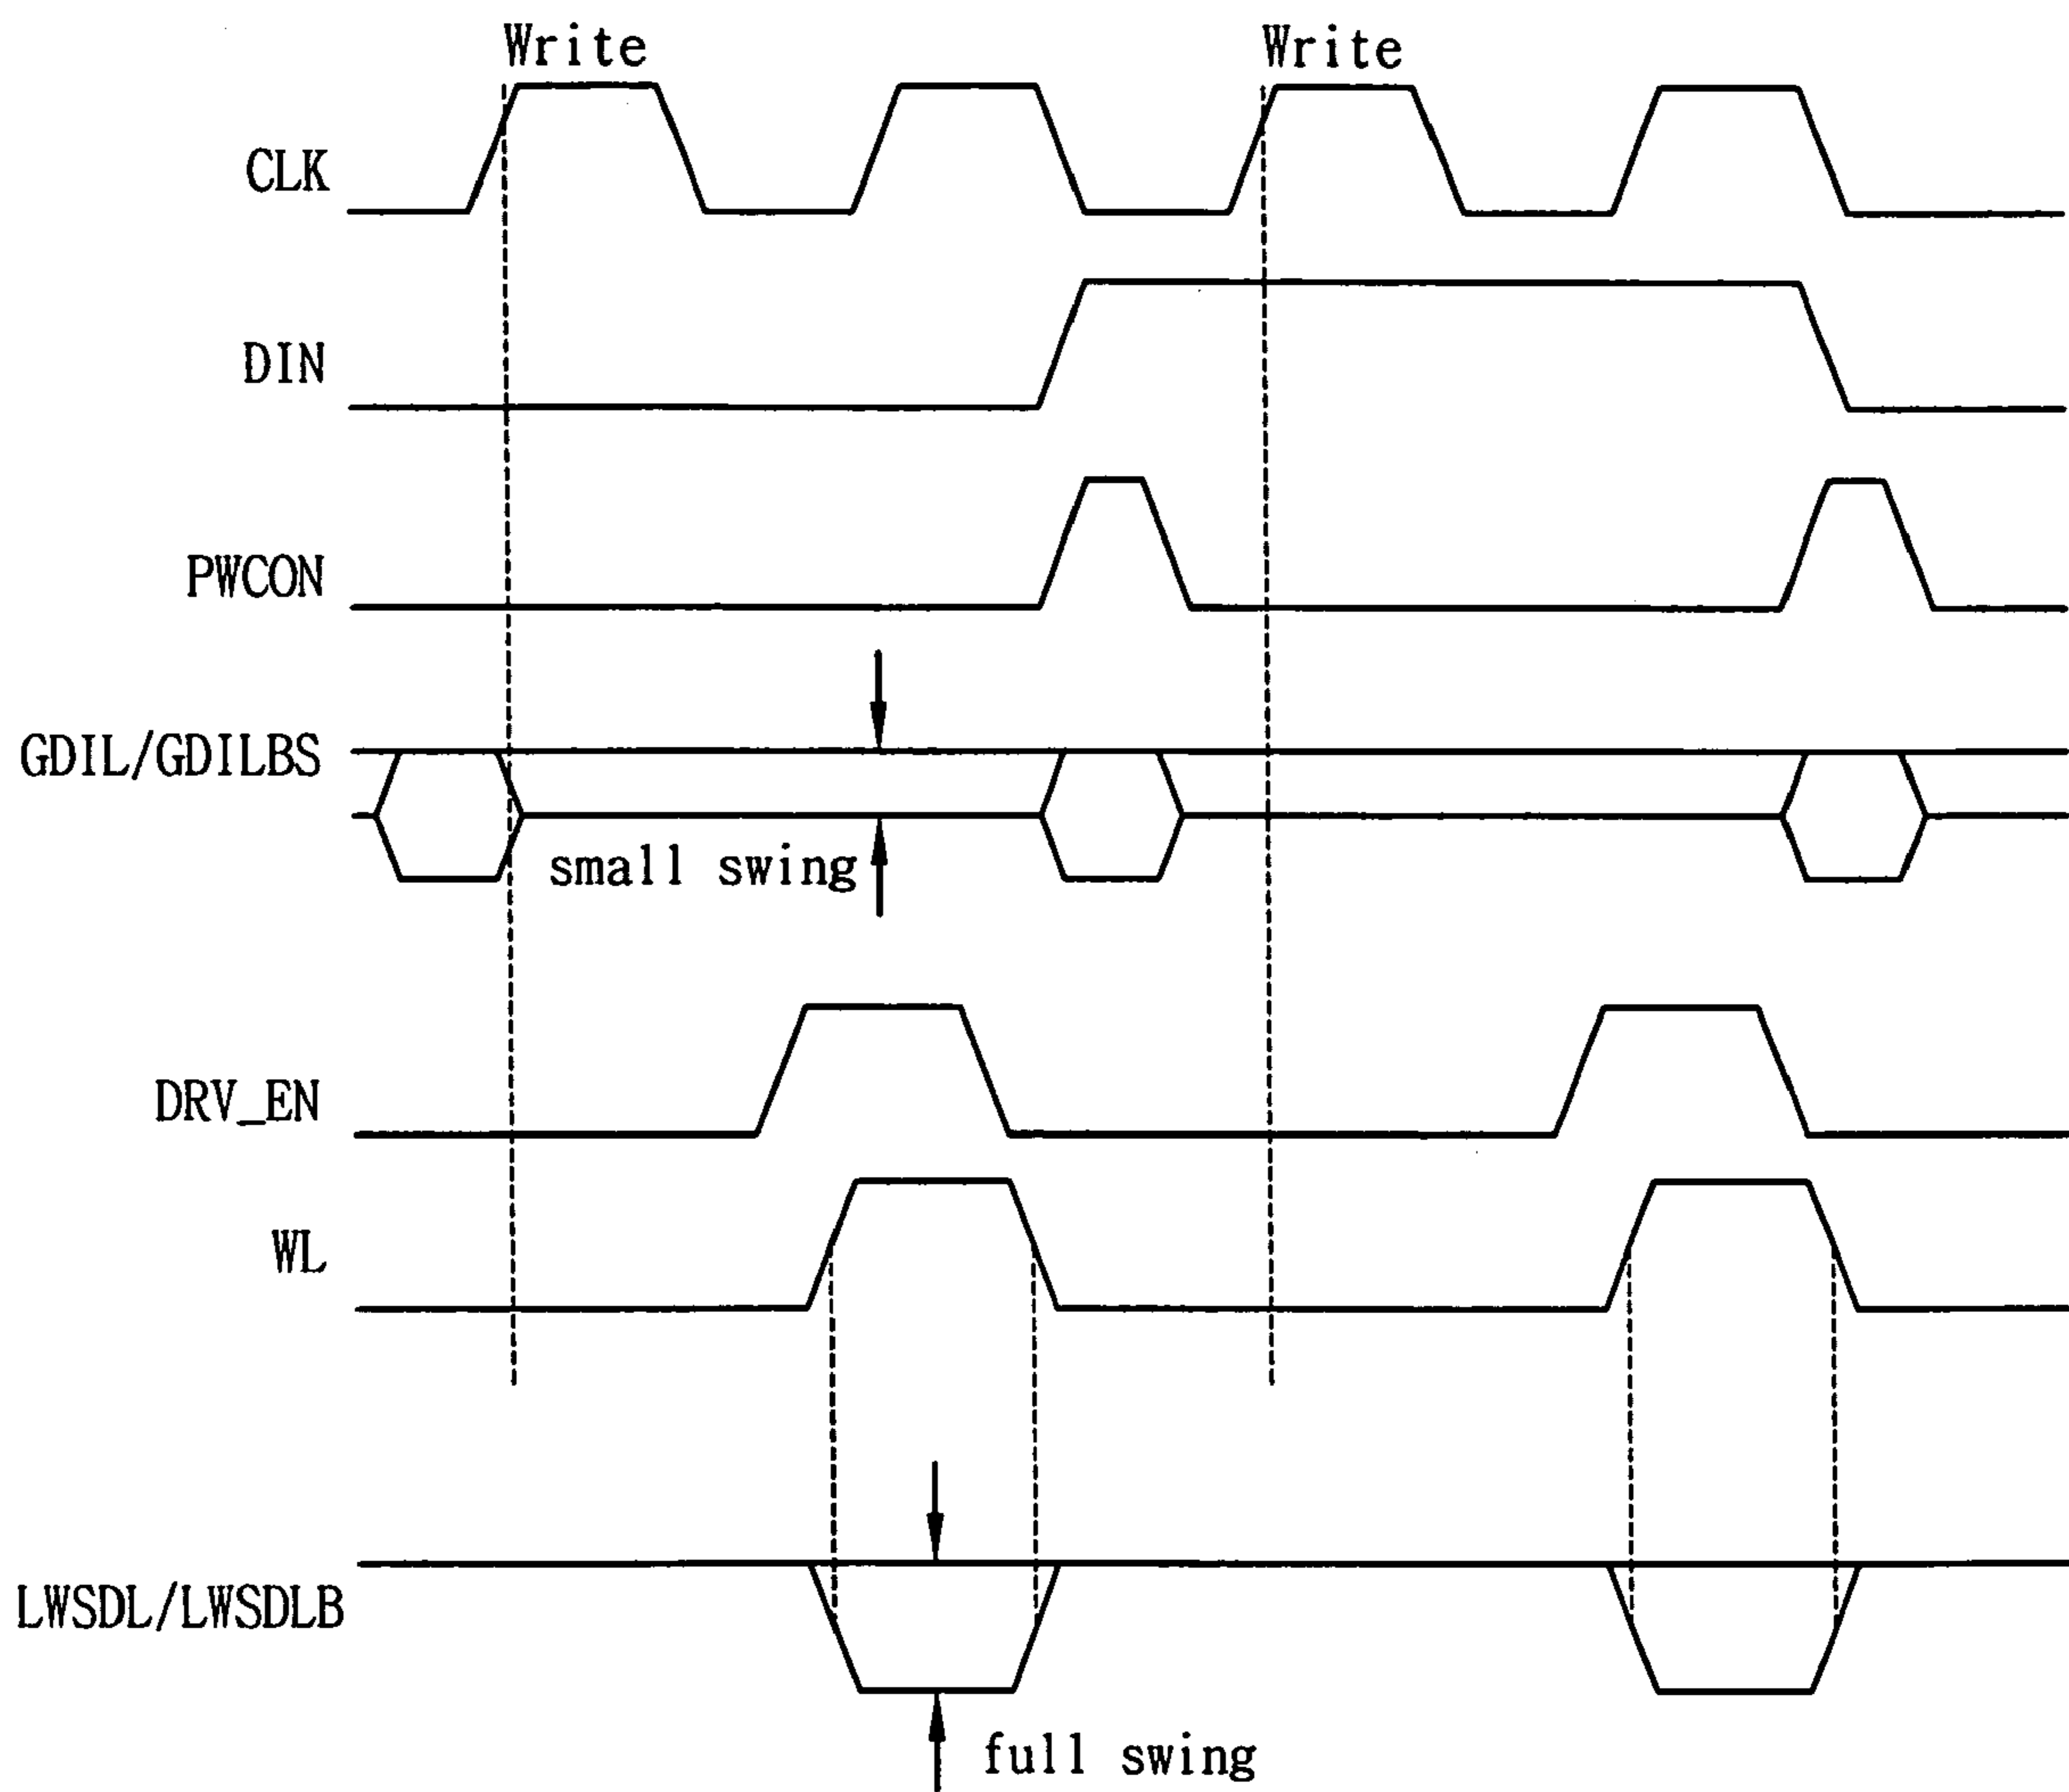 Write Write
CLK
DIN
PWCON
GDIL/GDILBS
small swing
DRV_EN
WL
LWSDL/LWSDLB
full swing